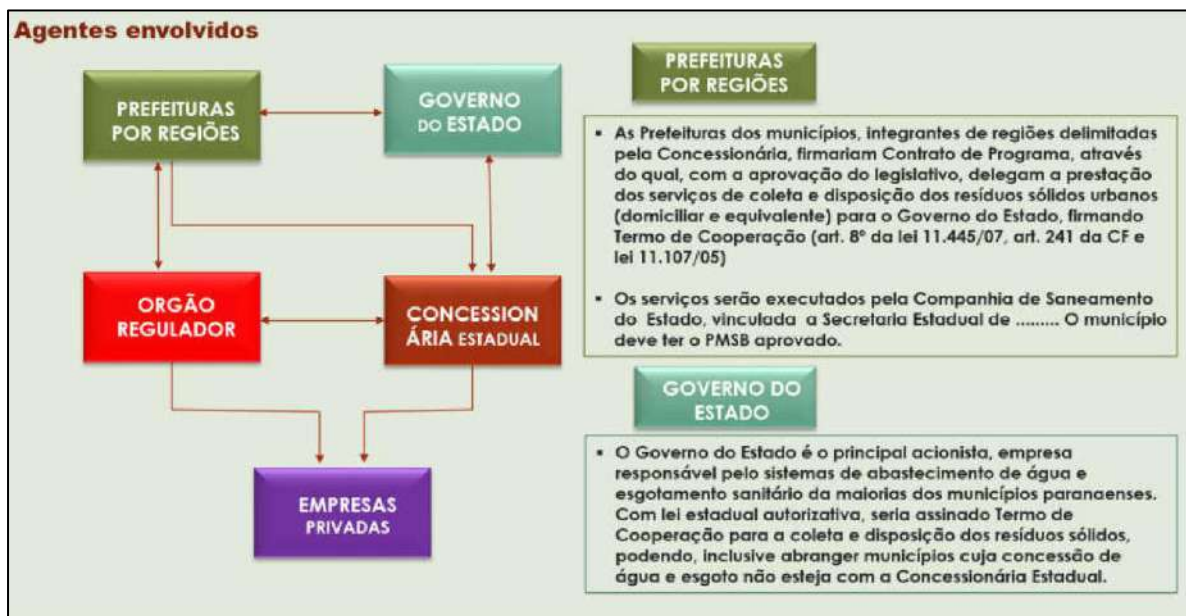 Agentes envolvidos
PREFEITURAS
POR REGIÕES
GOVERNO
DO ESTADO
ORGÃO
REGULADOR
CONCESSION
ÁRIA ESTADUAL
EMPRESAS
PRIVADAS
PREFEITURAS
POR REGIÕES
▪ As Prefeituras dos municípios, integrantes de regiões delimitadas
pela Concessionária, firmariam Contrato de Programa, através
do qual, com a aprovação do legislativo, delegam a prestação
dos serviços de coleta e disposição dos resíduos sólidos urbanos
(domiciliar e equivalente) para o Governo do Estado, firmando
Termo de Cooperação (art. 8º da lei 11.445/07, art. 241 da CF e
lei 11.107/05)
▪ Os serviços serão executados pela Companhia de Saneamento
do Estado, vinculada a Secretaria Estadual de ......... O município
deve ter o PMSB aprovado.
GOVERNO DO
ESTADO
▪ O Governo do Estado é o principal acionista, empresa
responsável pelo sistemas de abastecimento de água e
esgotamento sanitário da maiorias dos municípios paranaenses.
Com lei estadual autorizativa, seria assinado Termo de
Cooperação para a coleta e disposição dos resíduos sólidos,
podendo, inclusive abranger municípios cuja concessão de
água e esgoto não esteja com a Concessionária Estadual.